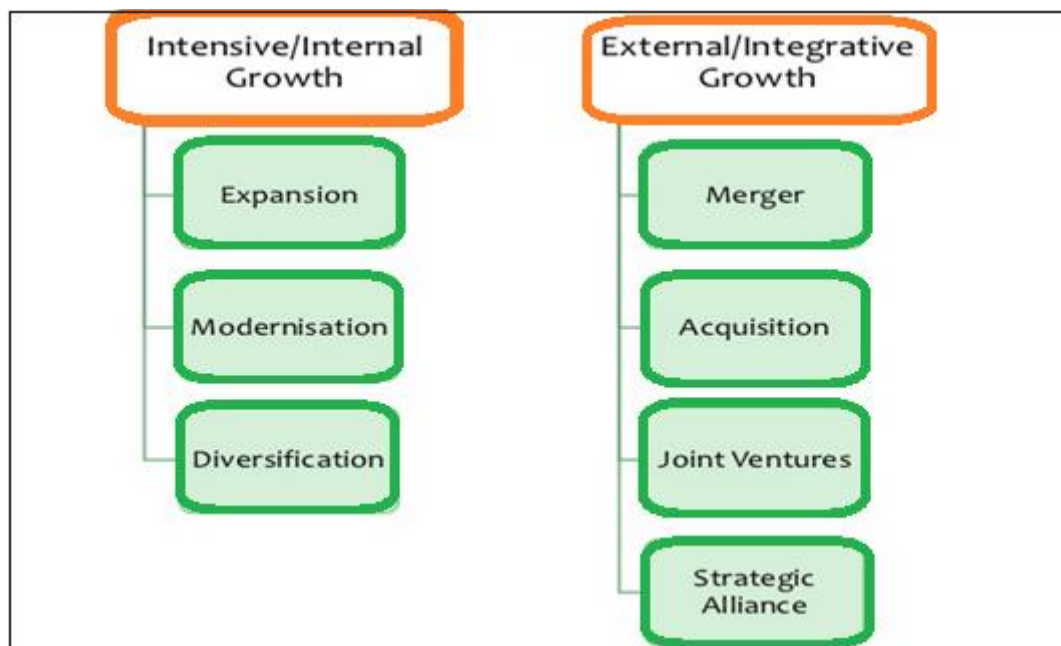 Intensive/Internal
Growth
Expansion
Modernisation
Diversification
External/Integrative
Growth
Merger
Acquisition
Joint Ventures
Strategic
Alliance